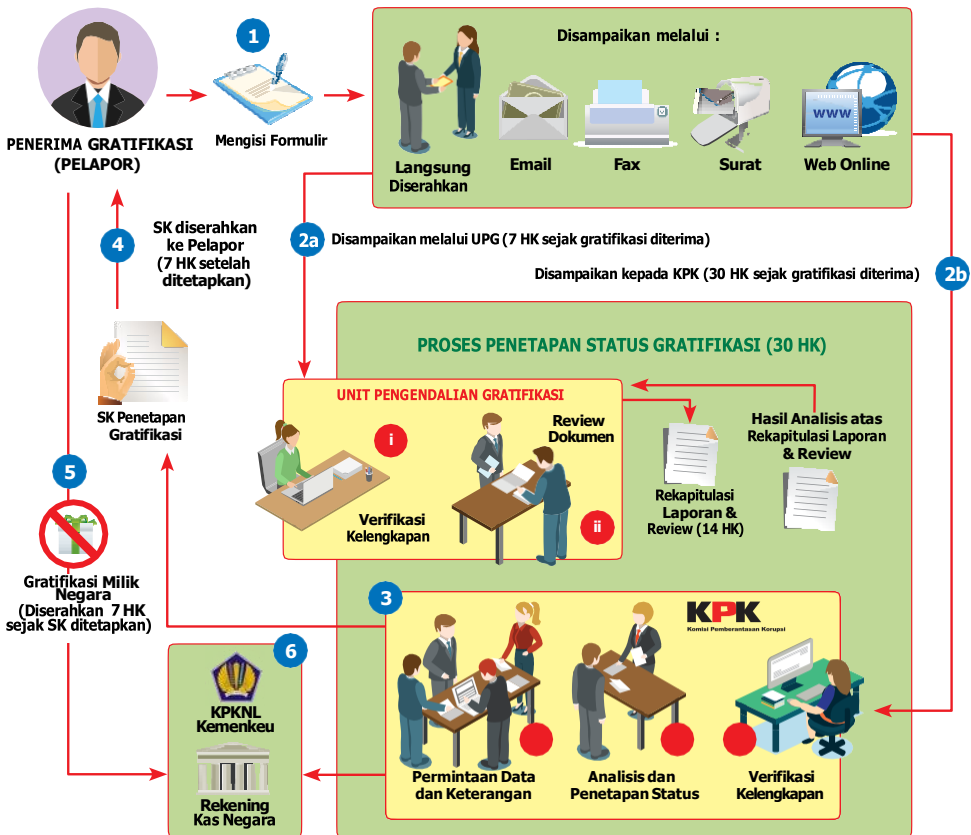 1
Disampaikan melalui :
WWW
PENERIMA GRATIFIKASI
(PELAPOR)
Mengisi Formulir
Langsung
Diserahkan
Email
Fax
Surat
Web Online
4
SK diserahkan
ke Pelapor
(7 HK setelah
ditetapkan)
2a
Disampaikan melalui UPG (7 HK sejak gratifikasi diterima)
Disampaikan kepada KPK (30 HK sejak gratifikasi diterima)
2b
PROSES PENETAPAN STATUS GRATIFIKASI (30 HK)
SK Penetapan
Gratifikasi
UNIT PENGENDALIAN GRATIFIKASI
i
Verifikasi
Kelengkapan
Review
Dokumen
ii
Rekapitulasi
Laporan &
Review (14 HK)
Hasil Analisis atas
Rekapitulasi Laporan
& Review
5
Gratifikasi Milik
Negara
(Diserahkan 7 HK
sejak SK ditetapkan)
3
KPK
Komisi Pemberantasan Korupsi
Permintaan Data
dan Keterangan
Analisis dan
Penetapan Status
Verifikasi
Kelengkapan
6
KPKNL
Kemenkeu
Rekening
Kas Negara